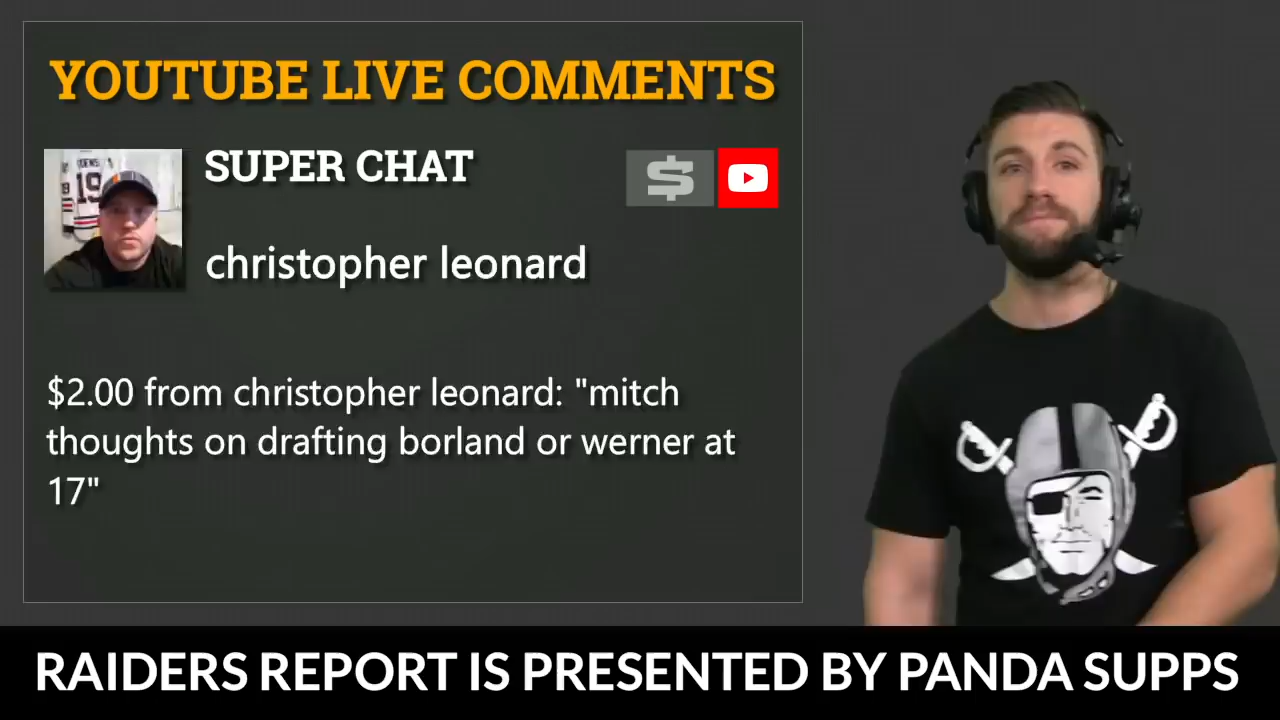 YOUTUBE LIVE COMMENTS
19
SUPER CHAT
christopher leonard
$2.00 from christopher leonard: "mitch
thoughts on drafting borland or werner at
17"
RAIDERS REPORT IS PRESENTED BY PANDA SUPPS